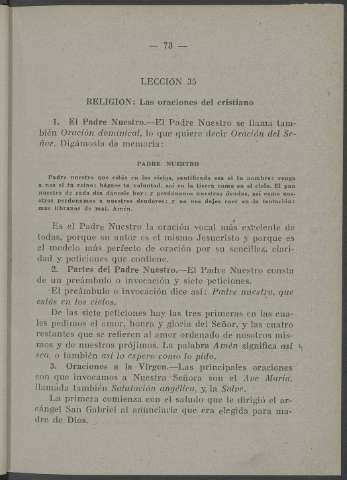 — 73 —
LECCIÓN 35
RELIGION: Las oraciones del cristiano
1. El Padre Nuestro.—El Padre Nuestro se llama tam-
bién Oración dominical, lo que quiere decir Oración del Se-
ñor. Digámosla de memoria:
PADRE NUESTRO
Padre nuestro que estás en los cielos, santificado sea el tu nombre; venga
a nos el tu reino; hágase tu voluntad, así en la tierra como en el cielo. El pan
nuestro de cada día dánosle hoy; y perdónanos nuestras deudas, así como nos-
otros perdonamos a nuestros deudores; y no nos dejes caer en la tentación;
mas líbranos de mal. Amén.
Es el Padre Nuestro la oración vocal más excelente de
todas, porque su autor es el mismo Jesucristo y porque es
el modelo más perfecto de oración por su sencillez, clari-
dad y peticiones que contiene.
2. Partes del Padre Nuestro.—El Padre Nuestro consta
de un preámbulo o invocación y siete peticiones.
El preámbulo o invocación dice así: Padre nuestro, que
estás en los cielos.
De las siete peticiones hay las tres primeras en las cua-
les pedimos el amor, honra y gloria del Señor, y las cuatro
restantes que se refieren al amor ordenado de nosotros mis-
mos y de nuestros prójimos. La palabra Amén significa así
sea, o también así lo espero como lo pido.
3. Oraciones a la Virgen.—Las principales oraciones
con que invocamos a Nuestra Señora son el Ave María,
llamada también Salutación angélica, y la Salve.
La primera comienza con el saludo que le dirigió el ar-
cángel San Gabriel al anunciarle que era elegida para ma-
dre de Dios.